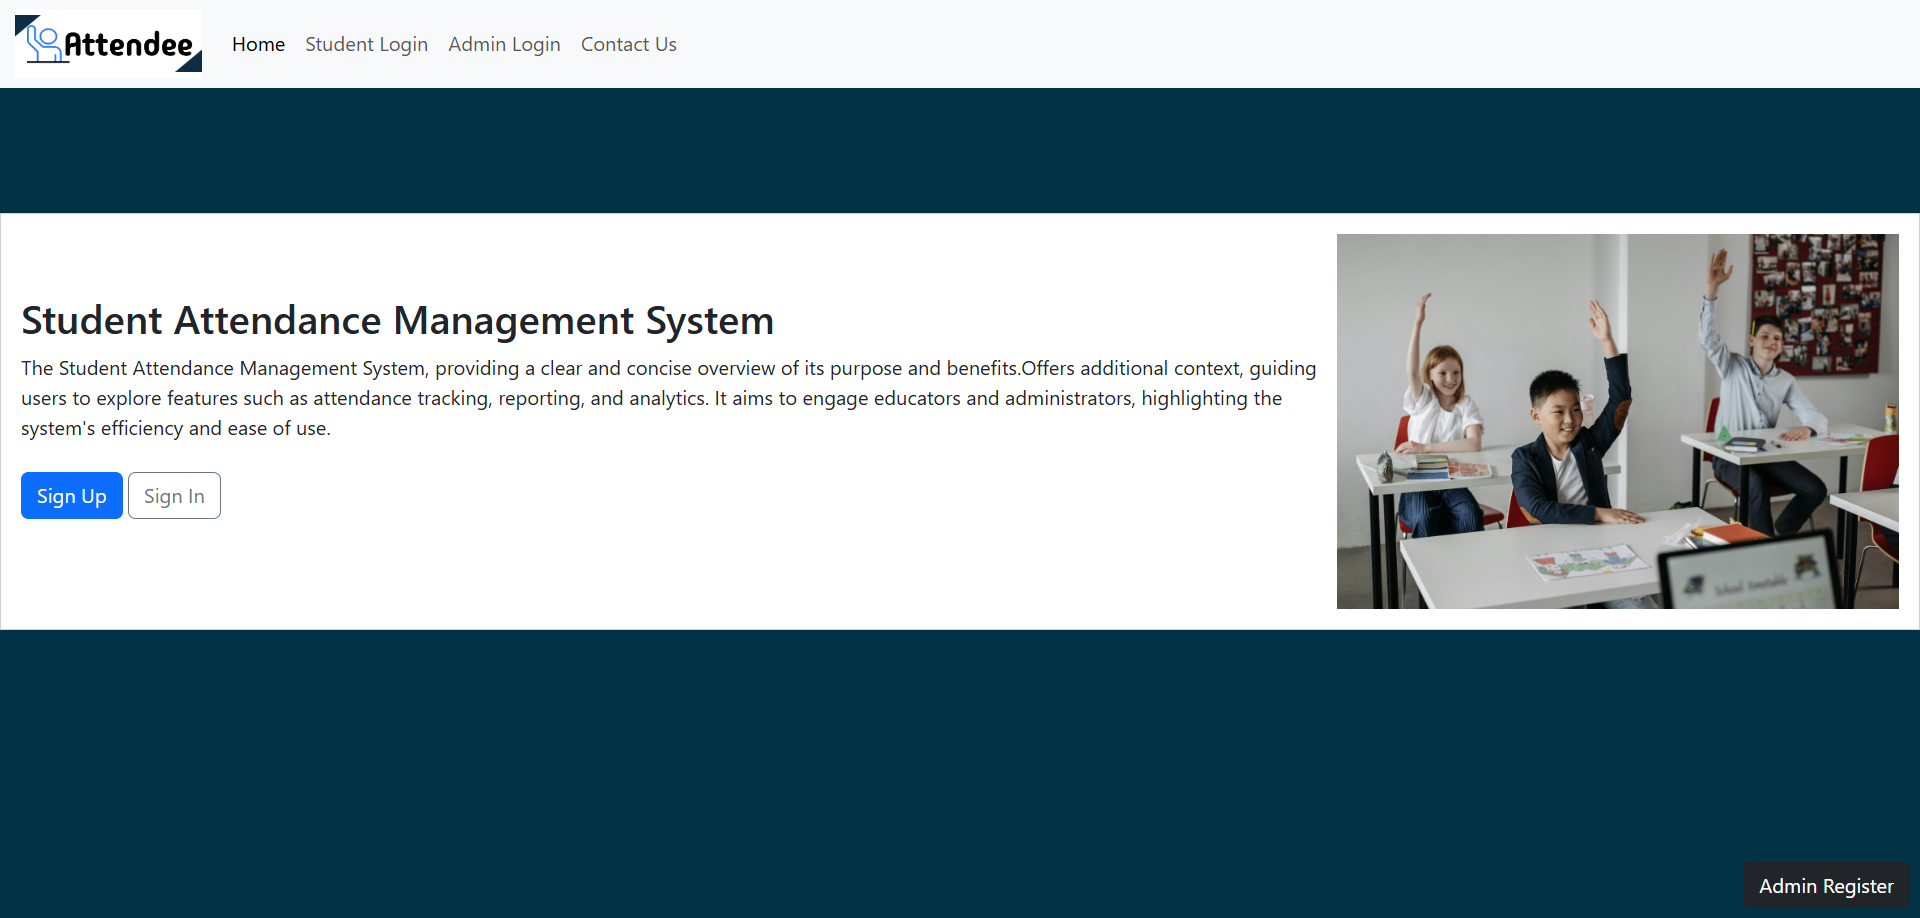 Attendee
Home Student Login Admin Login Contact Us
Student Attendance Management System
The Student Attendance Management System, providing a clear and concise overview of its purpose and benefits.Offers additional context, guiding
users to explore features such as attendance tracking, reporting, and analytics. It aims to engage educators and administrators, highlighting the
system's efficiency and ease of use.
Sign Up Sign In
School timetable
Admin Register